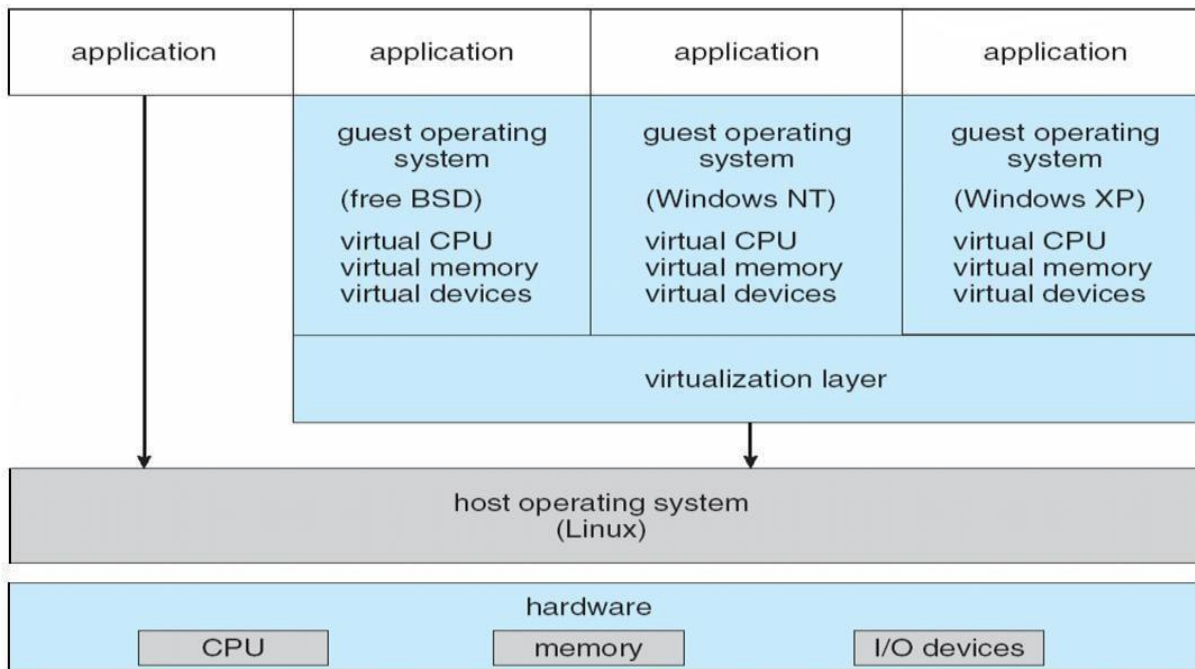 application
application
application
application
guest operating
system
(free BSD)
virtual CPU
virtual memory
virtual devices
guest operating
system
(Windows NT)
virtual CPU
virtual memory
virtual devices
guest operating
system
(Windows XP)
virtual CPU
virtual memory
virtual devices
virtualization layer
host operating system
(Linux)
hardware
CPU
memory
I/O devices